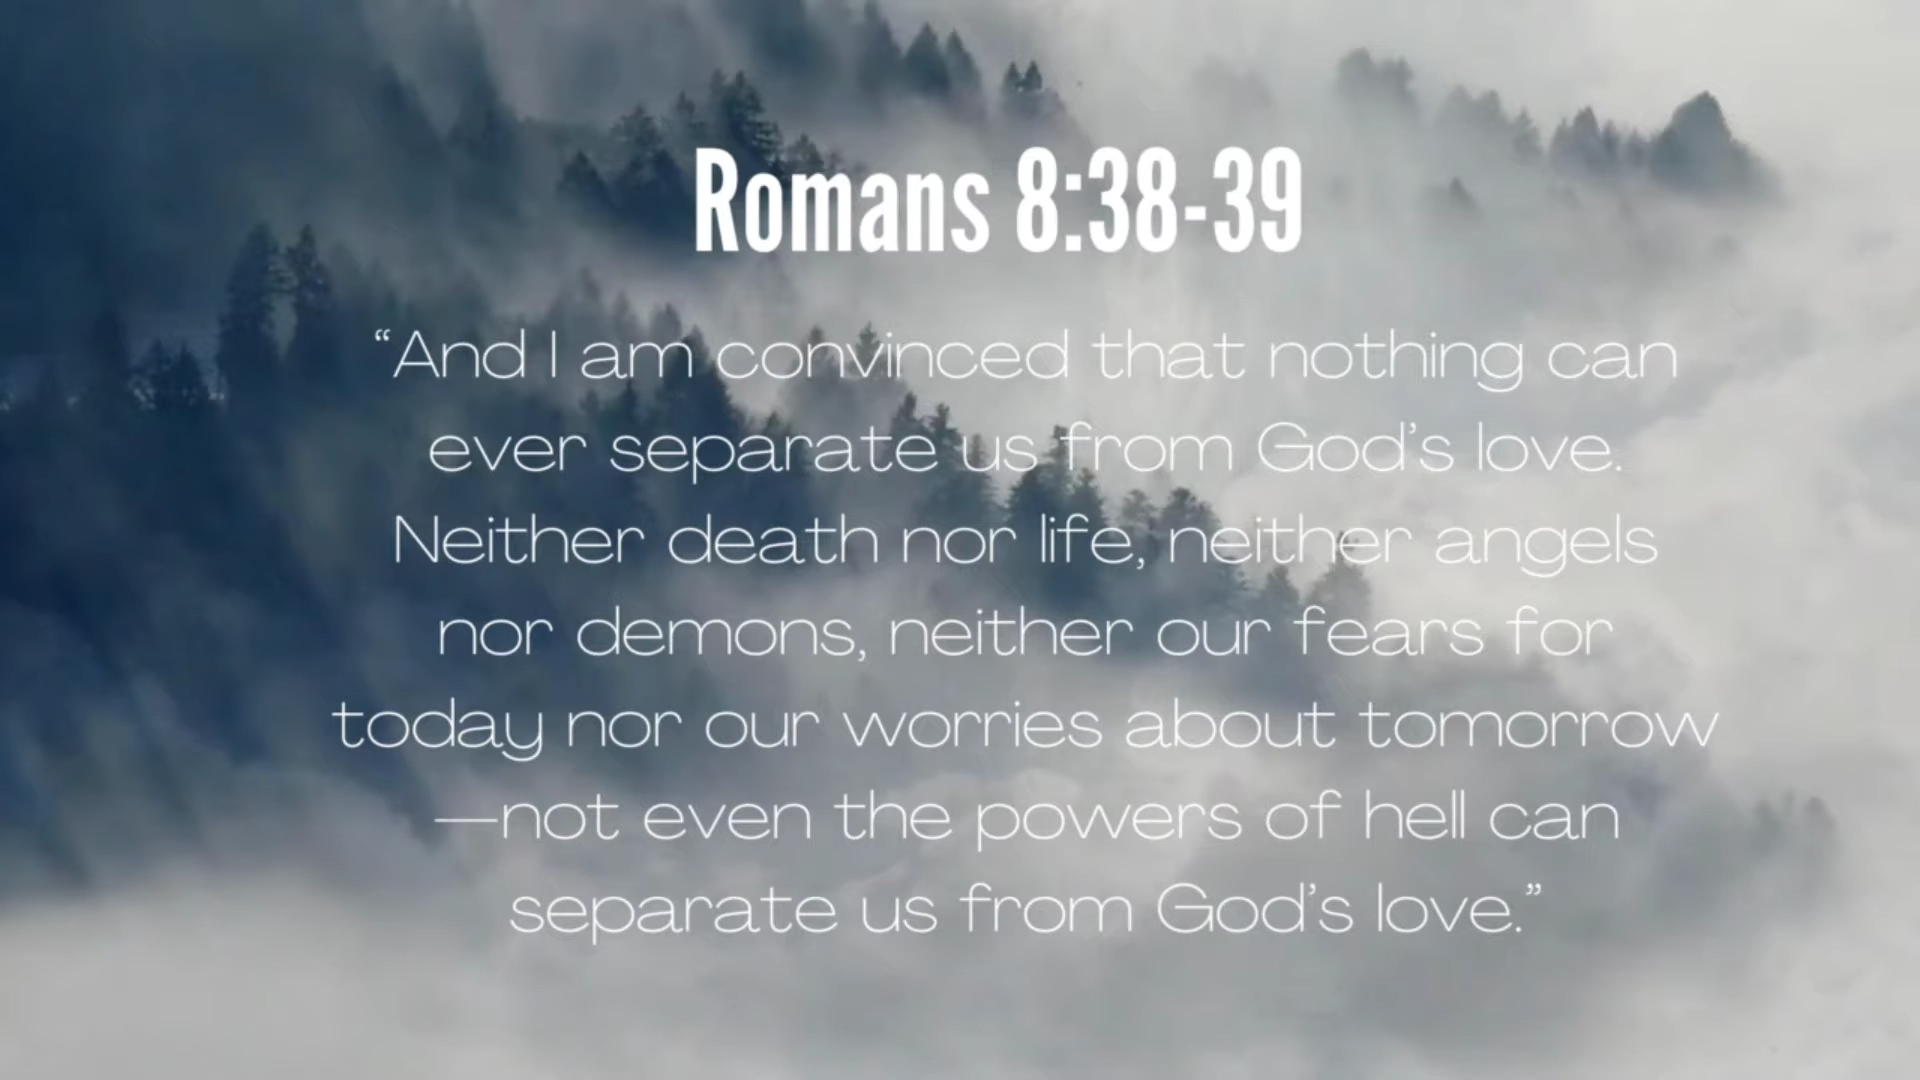 Romans 8:38-39
“And I am convinced that nothing can
ever separate us from God’s love.
Neither death nor life, neither angels
nor demons, neither our fears for
today nor our worries about tomorrow
—not even the powers of hell can
separate us from God’s love.”